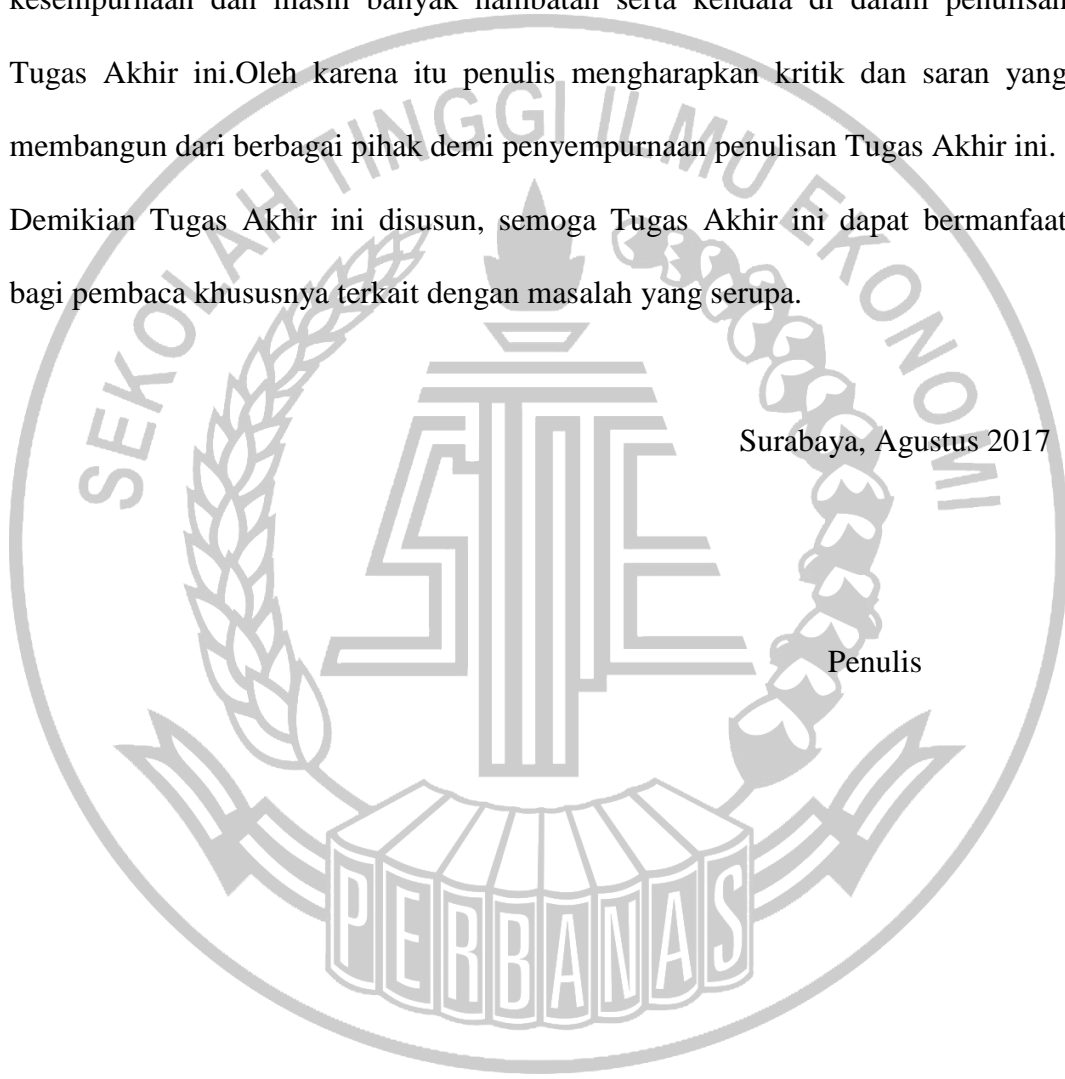 kesempurnaan dan masih banyak hambatan serta kendala di dalam penulisan
Tugas Akhir ini.Oleh karena itu penulis mengharapkan kritik dan saran yang
membangun dari berbagai pihak demi penyempurnaan penulisan Tugas Akhir ini.
Demikian Tugas Akhir ini disusun, semoga Tugas Akhir ini dapat bermanfaat
bagi pembaca khususnya terkait dengan masalah yang serupa.
Surabaya, Agustus 2017
Penulis
SEKOLAH TINGGI ILMU EKONOMI
STIE
PERBANAS